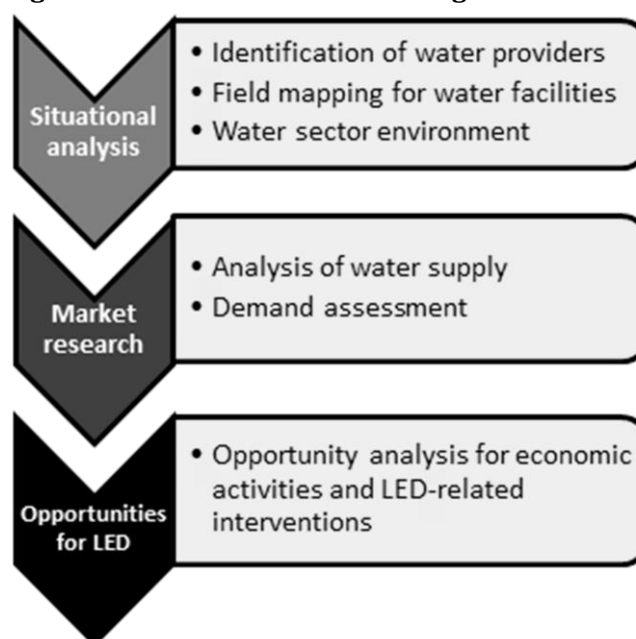 Situational
analysis
• Identification of water providers
• Field mapping for water facilities
• Water sector environment
Market
research
• Analysis of water supply
• Demand assessment
Opportunities
for LED
• Opportunity analysis for economic
activities and LED-related
interventions